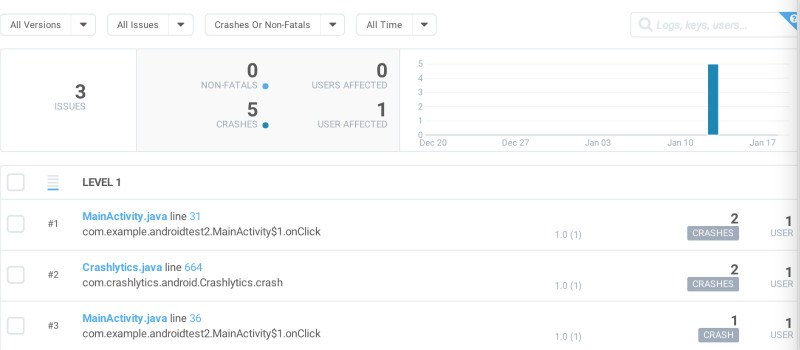 All Versions All Issues Crashes Or Non-Fatals All Time Logs, keys, users... ?
3
ISSUES
0 0
NON-FATALS USERS AFFECTED
5 1
CRASHES USER AFFECTED
5
4
3
2
1
0
Dec 20 Dec 27 Jan 03 Jan 10 Jan 17
LEVEL 1
#1 MainActivity.java line 31
com.example.androidtest2.MainActivity$1.onClick
1.0 (1)
2 1
CRASHES USER
#2 Crashlytics.java line 664
com.crashlytics.android.Crashlytics.crash
1.0 (1)
2 1
CRASHES USER
#3 MainActivity.java line 36
com.example.androidtest2.MainActivity$1.onClick
1.0 (1)
1 1
CRASH USER